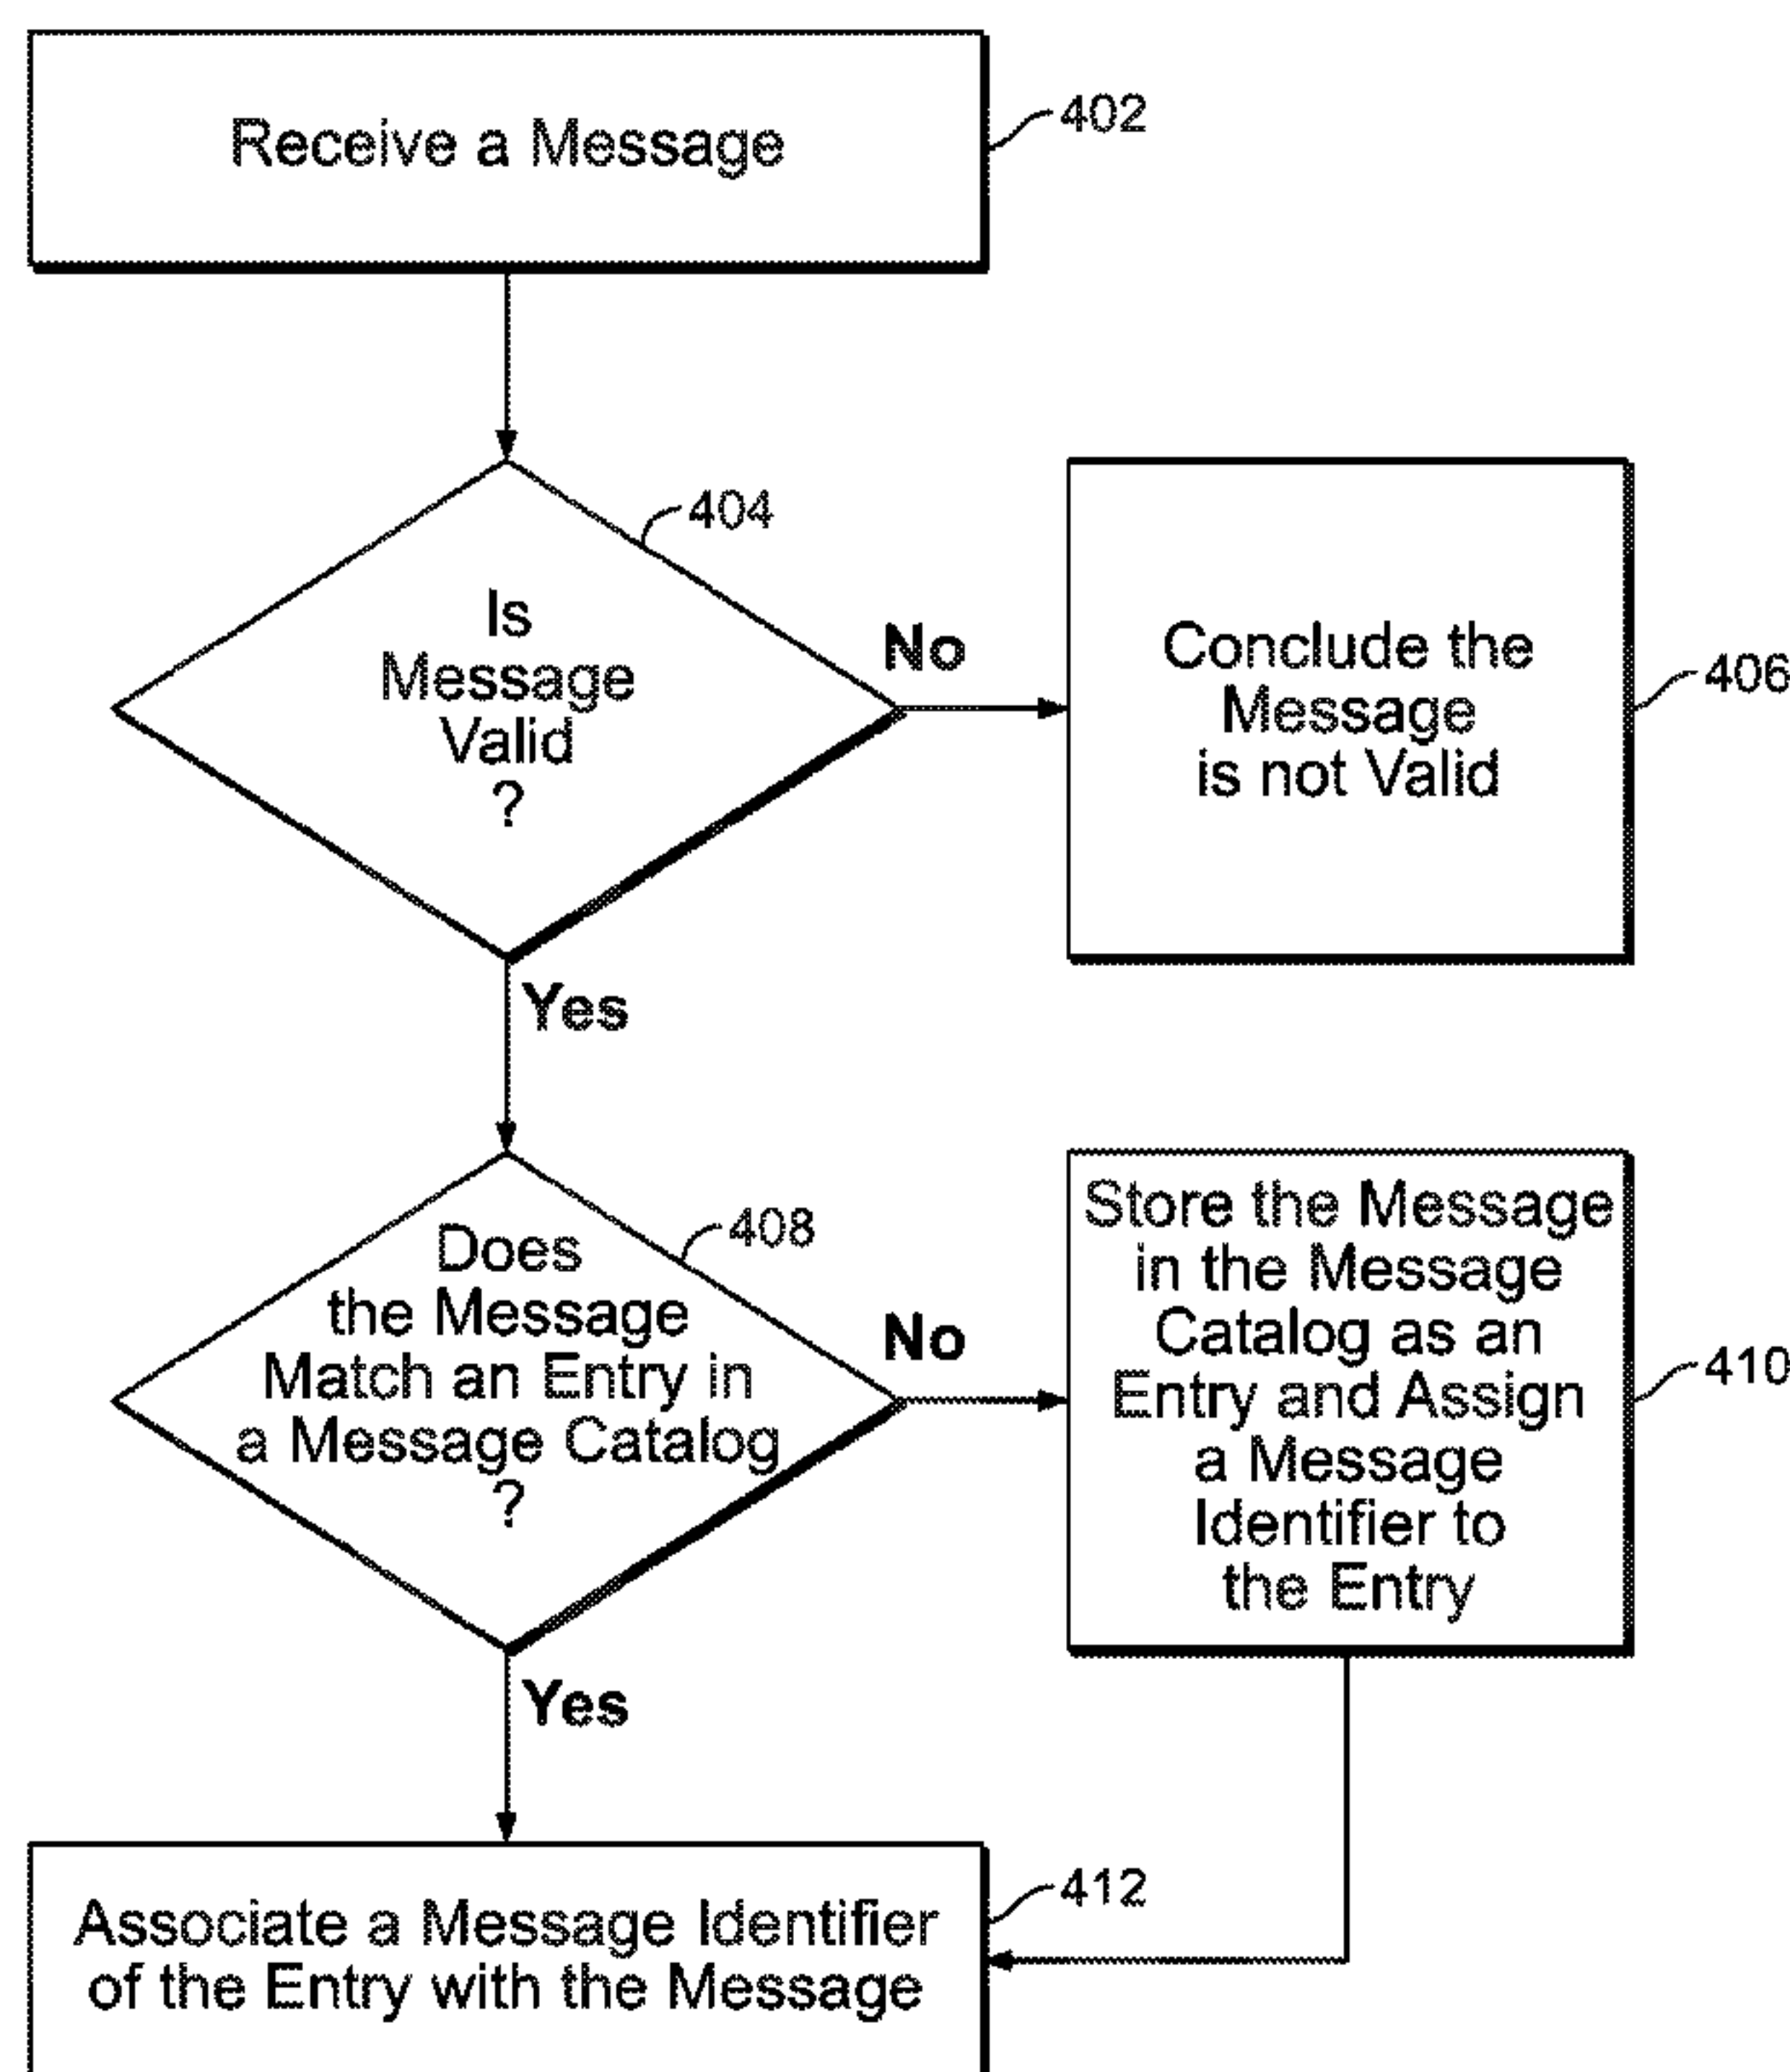 Receive a Message
402
404
Is
Message
Valid
?
No
Conclude the
Message
is not Valid
406
Yes
408
Does
the Message
Match an Entry in
a Message Catalog
?
No
Store the Message
in the Message
Catalog as an
Entry and Assign
a Message
Identifier to
the Entry
410
Yes
412
Associate a Message Identifier
of the Entry with the Message